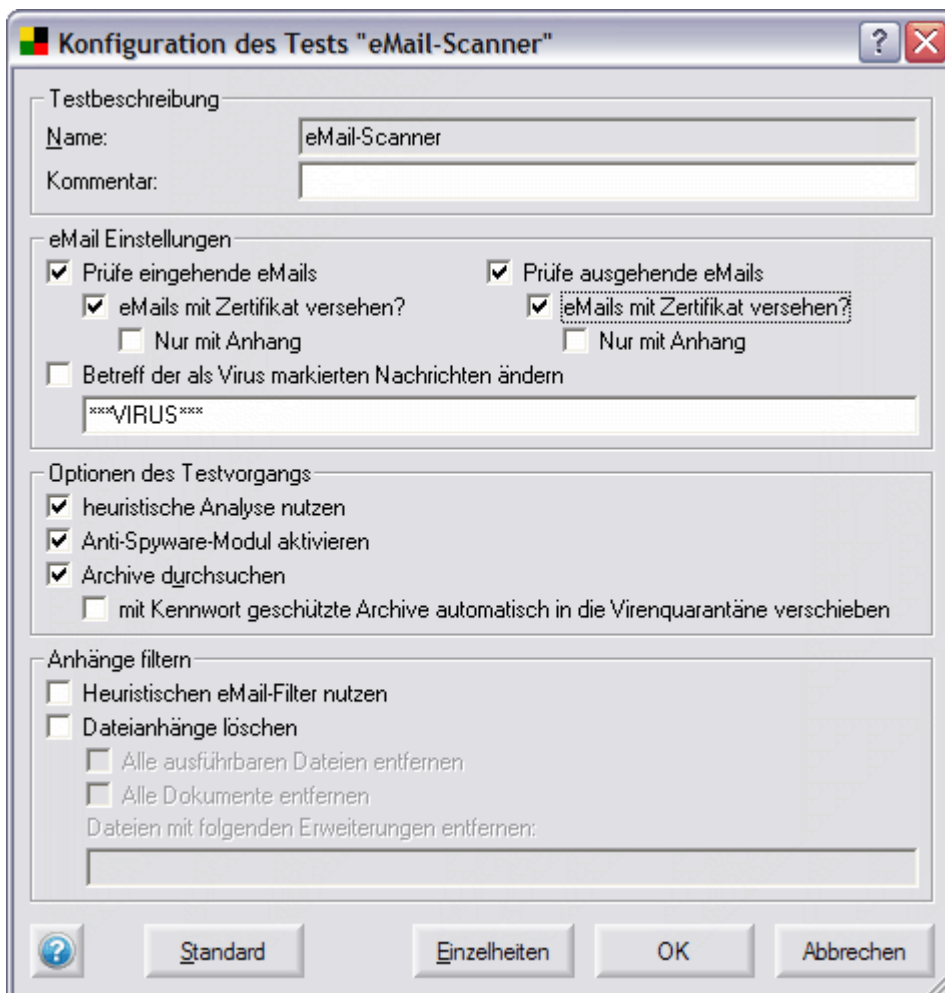 Konfiguration des Tests "eMail-Scanner"
Testbeschreibung
Name: eMail-Scanner
Kommentar:
eMail Einstellungen
Prüfe eingehende eMails Prüfe ausgehende eMails
eMails mit Zertifikat versehen? eMails mit Zertifikat versehen?
Nur mit Anhang Nur mit Anhang
Betreff der als Virus markierten Nachrichten ändern
***VIRUS***
Optionen des Testvorgangs
heuristische Analyse nutzen
Anti-Spyware-Modul aktivieren
Archive durchsuchen
mit Kennwort geschützte Archive automatisch in die Virenquarantäne verschieben
Anhänge filtern
Heuristischen eMail-Filter nutzen
Dateianhänge löschen
Alle ausführbaren Dateien entfernen
Alle Dokumente entfernen
Dateien mit folgenden Erweiterungen entfernen:
Standard Einzelheiten OK Abbrechen